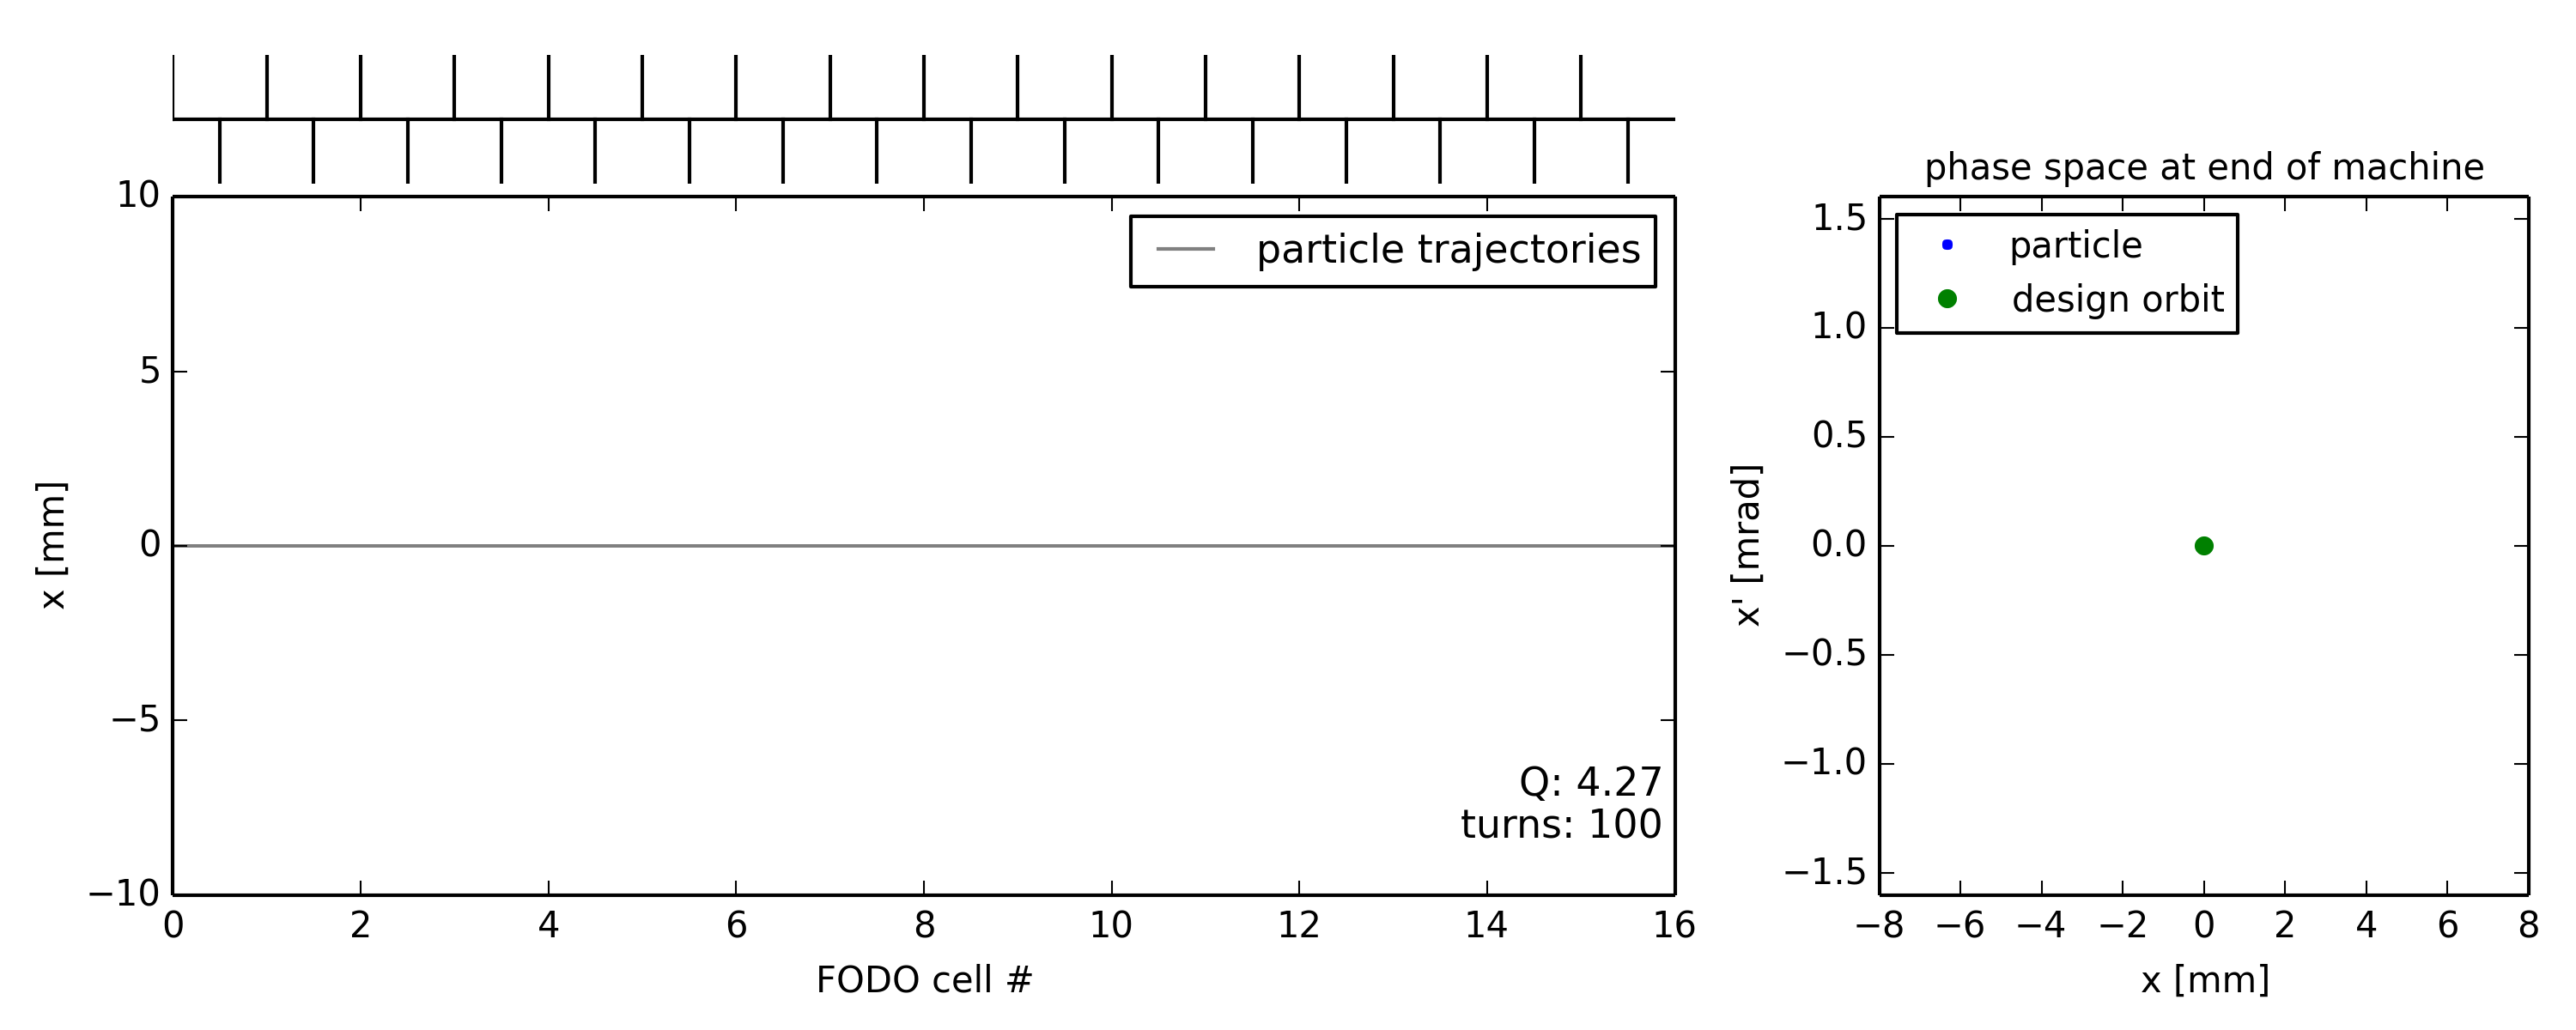 10
5
0
−5
−10
x [mm]
particle trajectories
Q: 4.27
turns: 100
0 2 4 6 8 10 12 14 16
FODO cell #
phase space at end of machine
1.5
1.0
0.5
0.0
−0.5
−1.0
−1.5
x' [mrad]
particle
design orbit
−8 −6 −4 −2 0 2 4 6 8
x [mm]